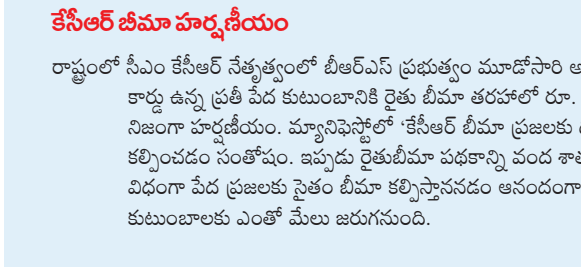 కేసీఆర్ బీమా హర్షణీయం
రాష్ట్రంలో సీఎం కేసీఆర్ నేతృత్వంలో బీఆర్ఎస్ ప్రభుత్వం మూడోసారి
కార్డు ఉన్న ప్రతీ పేద కుటుంబానికి రైతు బీమా తరహాలో రూ.
నిజంగా హర్షణీయం. మ్యానిఫెస్టోలో ‘కేసీఆర్ బీమా ప్రజలకు
కల్పించడం సంతోషం. ఇప్పడు రైతుబీమా పథకాన్ని వంద
విధంగా పేద ప్రజలకు సైతం బీమా కల్పిస్తాననడం ఆనందంగా
కుటుంబాలకు ఎంతో మేలు జరుగనుంది.